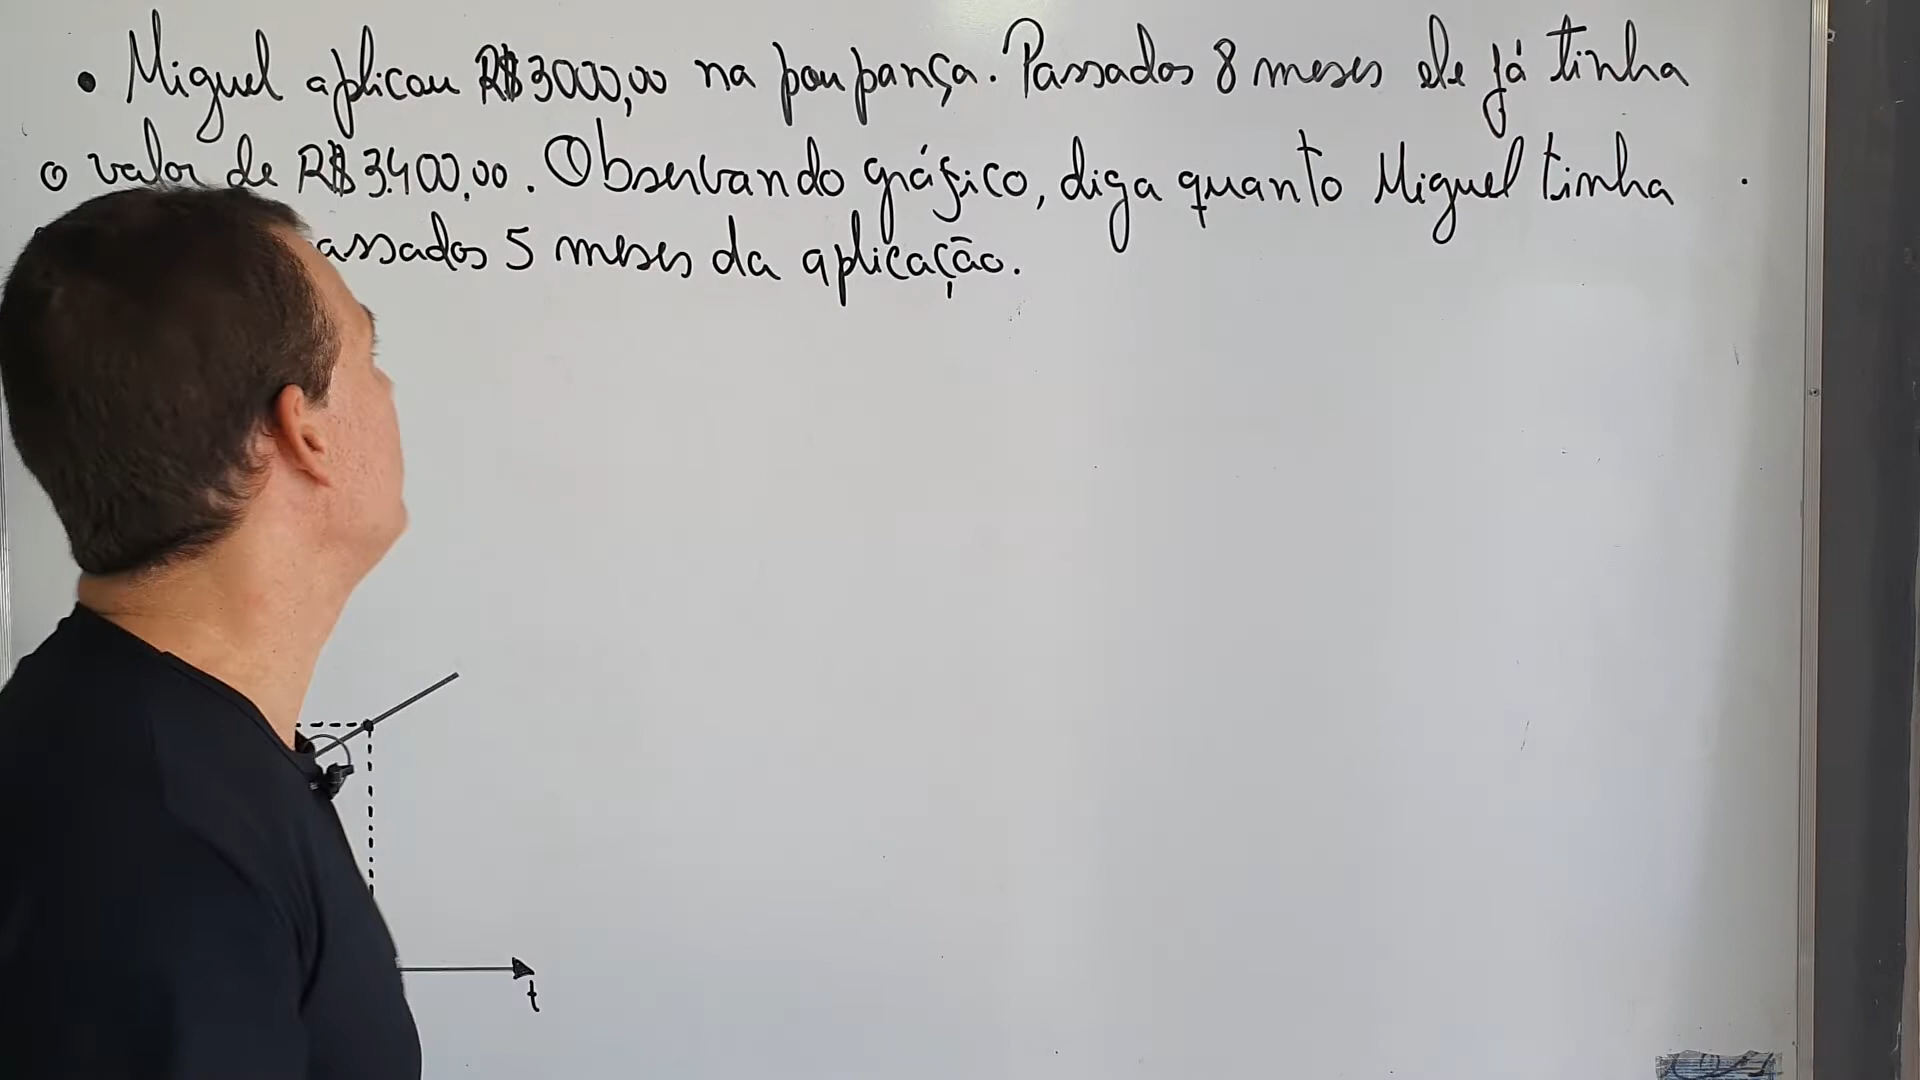 • Miguel aplicou R$3000,00 na poupança. Passados 8 meses ele já tinha
o valor de R$3.400,00. Observando gráfico, diga quanto Miguel tinha
assados 5 meses da aplicação.
t